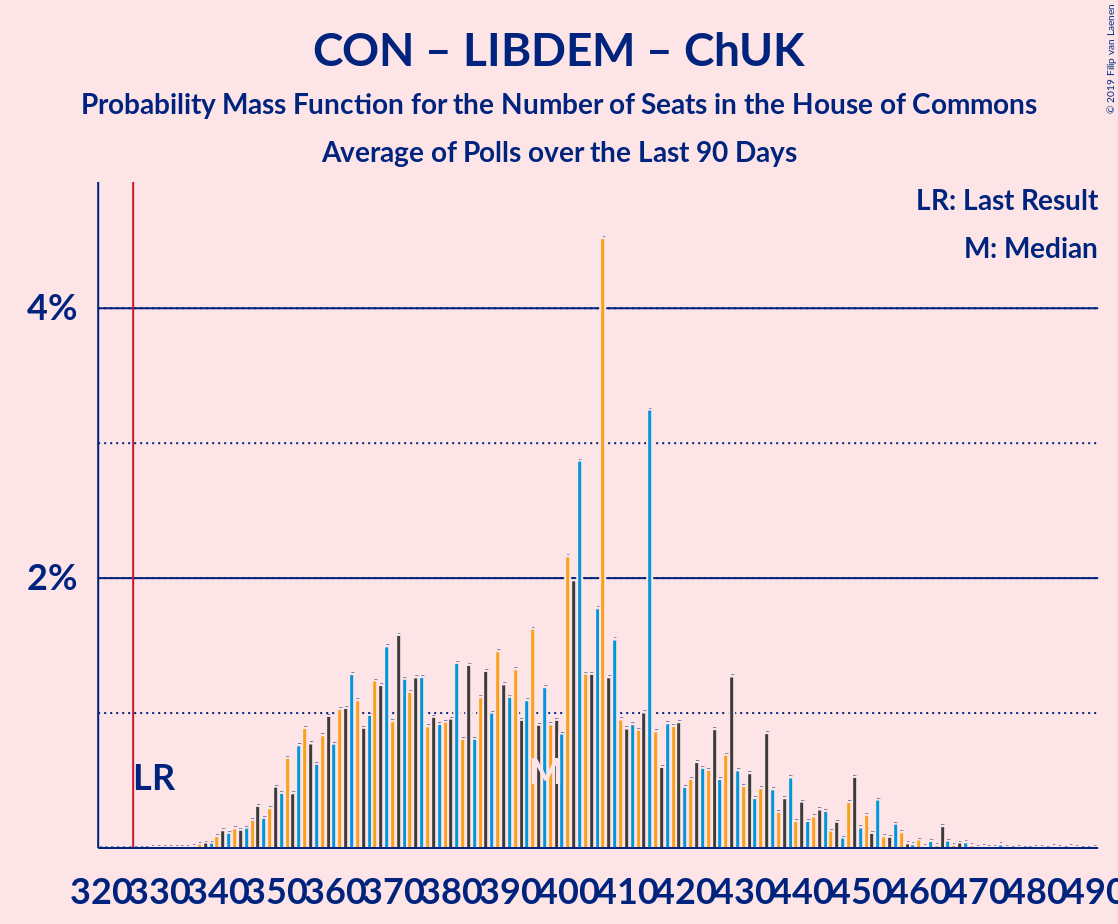 CON – LIBDEM – ChUK
Probability Mass Function for the Number of Seats in the House of Commons
Average of Polls over the Last 90 Days
© 2019 Filip van Laenen
LR: Last Result
M: Median
4%
2%
LR
M
320 330 340 350 360 370 380 390 400 410 420 430 440 450 460 470 480 490